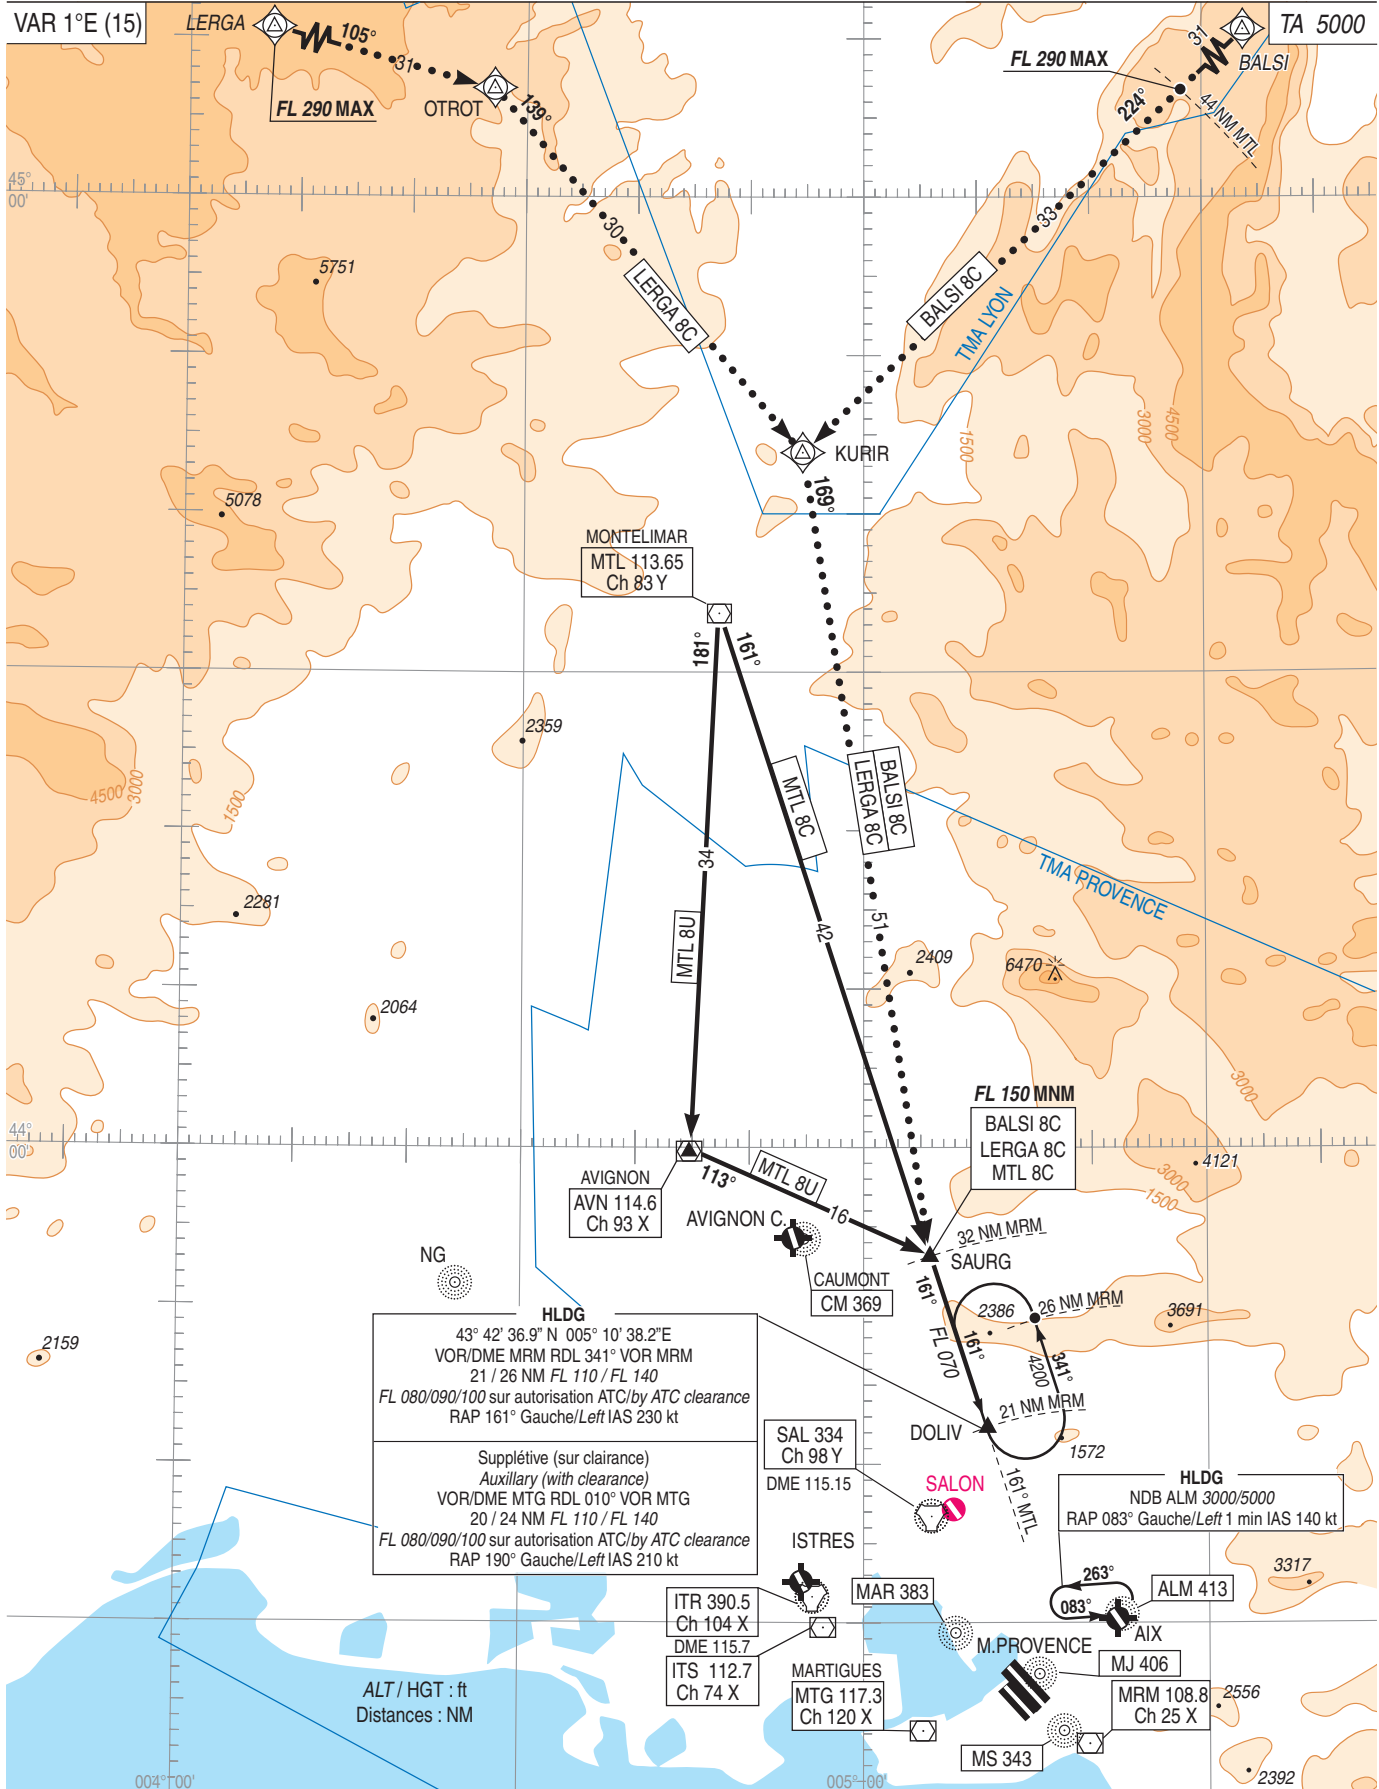 VAR 1°E (15)
LERGA
105°
31
FL 290 MAX
OTROT
139°
30
LERGA 8C
TA 5000
31
BALSI
FL 290 MAX
224°
44 NM MTL
33
BALSI 8C
TMA LYON
45°
00'
5751
5078
KURIR
169°
1500
3000
4500
MONTELIMAR
MTL 113.65
Ch 83 Y
181°
161°
2359
4500
3000
1500
2281
2064
34
MTL 8U
MTL 8C
42
BALSI 8C
LERGA 8C
51
TMA PROVENCE
2409
6470
3000
FL 150 MNM
BALSI 8C
LERGA 8C
MTL 8C
4121
3000
1500
44°
00'
AVIGNON
AVN 114.6
Ch 93 X
113°
MTL 8U
16
AVIGNON C.
CAUMONT
CM 369
NG
2159
32 NM MRM
SAURG
161°
FL 070
2386
26 NM MRM
3691
161°
341°
4200
21 NM MRM
DOLIV
1572
161° MTL
HLDG
43° 42' 36.9" N 005° 10' 38.2"E
VOR/DME MRM RDL 341° VOR MRM
21 / 26 NM FL 110 / FL 140
FL 080/090/100 sur autorisation ATC/by ATC clearance
RAP 161° Gauche/Left IAS 230 kt
Supplétive (sur clairance)
Auxillary (with clearance)
VOR/DME MTG RDL 010° VOR MTG
20 / 24 NM FL 110 / FL 140
FL 080/090/100 sur autorisation ATC/by ATC clearance
RAP 190° Gauche/Left IAS 210 kt
SAL 334
Ch 98 Y
DME 115.15
SALON
HLDG
NDB ALM 3000/5000
RAP 083° Gauche/Left 1 min IAS 140 kt
263°
083°
ALM 413
AIX
3317
ISTRES
ITR 390.5
Ch 104 X
DME 115.7
ITS 112.7
Ch 74 X
MAR 383
M.PROVENCE
MJ 406
MARTIGUES
MTG 117.3
Ch 120 X
MRM 108.8
Ch 25 X
MS 343
2556
2392
ALT / HGT : ft
Distances : NM
004° 00'
005° 00'